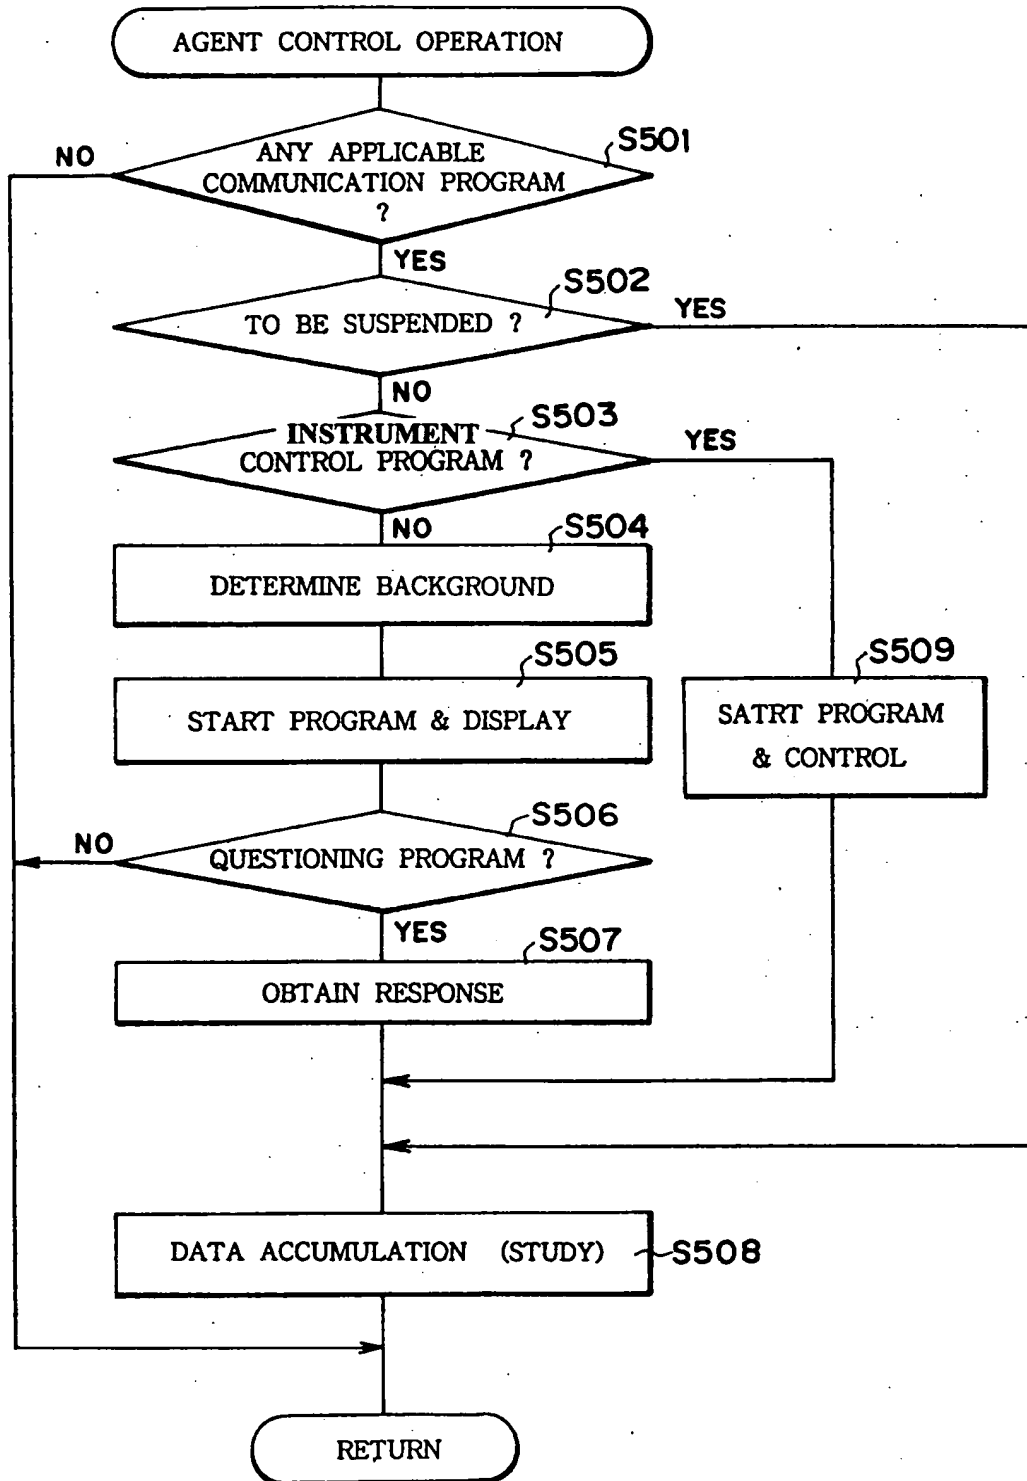 AGENT CONTROL OPERATION
S501
NO
ANY APPLICABLE
COMMUNICATION PROGRAM
?
YES
S502
TO BE SUSPENDED ?
YES
NO
S503
INSTRUMENT
CONTROL PROGRAM ?
YES
NO
S504
DETERMINE BACKGROUND
S505
START PROGRAM & DISPLAY
S509
SATRT PROGRAM
& CONTROL
S506
NO
QUESTIONING PROGRAM ?
YES
S507
OBTAIN RESPONSE
DATA ACCUMULATION (STUDY)
S508
RETURN